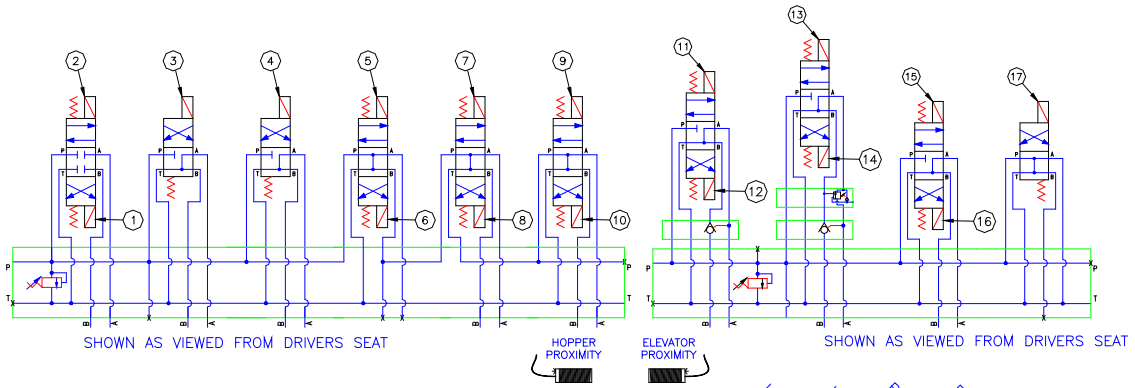 13
2 3 4 5 7 9 11 15 17
P A P A P A P A P A P A P A P A P A P A
T B T B T B T B T B T B T B T B T B T B
14
12
1 6 8 10 16
P P P P
T T T T
B A B A B A B A B A B A B A B A
SHOWN AS VIEWED FROM DRIVERS SEAT
HOPPER PROXIMITY
ELEVATOR PROXIMITY
SHOWN AS VIEWED FROM DRIVERS SEAT